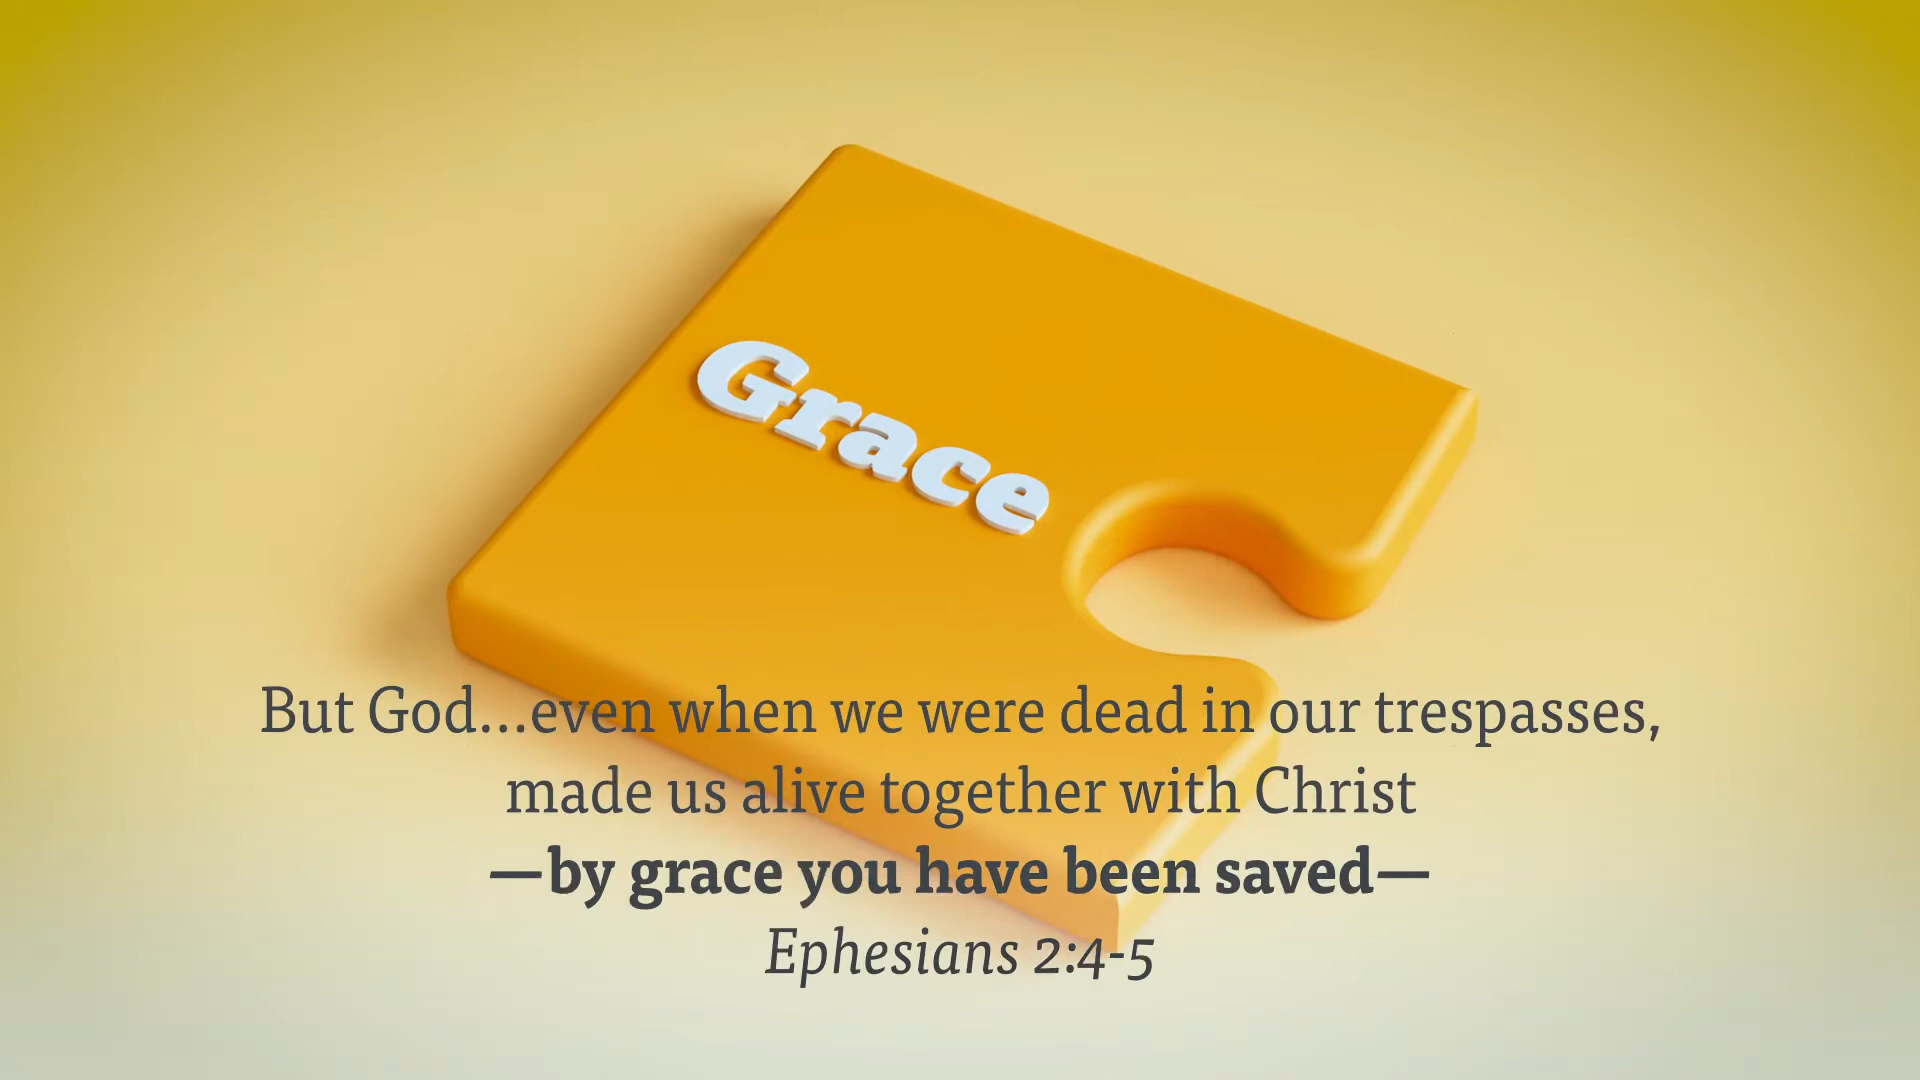 Grace
But God...even when we were dead in our trespasses,
made us alive together with Christ
—by grace you have been saved—
Ephesians 2:4-5